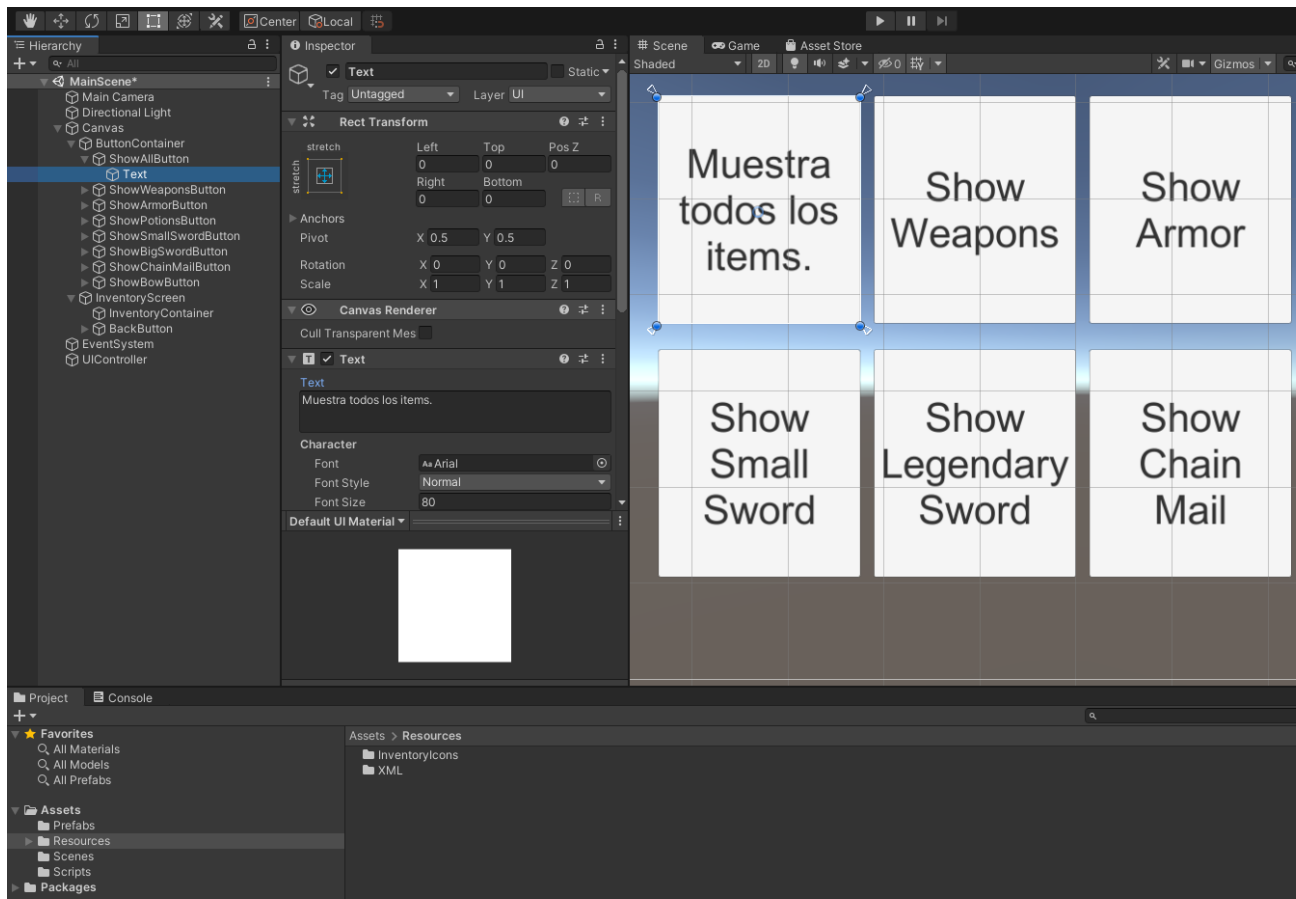 Center Local
Hierarchy
All
MainScene*
Main Camera
Directional Light
Canvas
ButtonContainer
ShowAllButton
Text
ShowWeaponsButton
ShowArmorButton
ShowPotionsButton
ShowSmallSwordButton
ShowBigSwordButton
ShowChainMailButton
ShowBowButton
InventoryScreen
InventoryContainer
BackButton
EventSystem
UIController
Inspector
Text Static
Tag Untagged Layer UI
Rect Transform
stretch Left Top Pos Z
stretch
0 0 0
Right Bottom
0 0 R
Anchors
Pivot X 0.5 Y 0.5
Rotation X 0 Y 0 Z 0
Scale X 1 Y 1 Z 1
Canvas Renderer
Cull Transparent Mes
T Text
Text
Muestra todos los items.
Character
Font Aa Arial
Font Style Normal
Font Size 80
Default UI Material
Scene Game Asset Store
Shaded 2D 0 Gizmos
Muestra
todos los
items.
Show
Weapons
Show
Armor
Show
Small
Sword
Show
Legendary
Sword
Show
Chain
Mail
Project Console
Favorites
All Materials
All Models
All Prefabs
Assets
Prefabs
Resources
Scenes
Scripts
Packages
Assets > Resources
InventoryIcons
XML